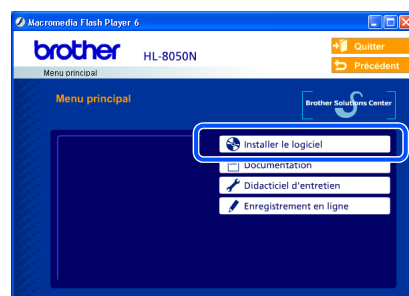 Macromedia Flash Player 6
brother HL-8050N
Quitter
Précédent
Menu principal
Menu principal
Brother Solutions Center
Installer le logiciel
Documentation
Didacticiel d'entretien
Enregistrement en ligne